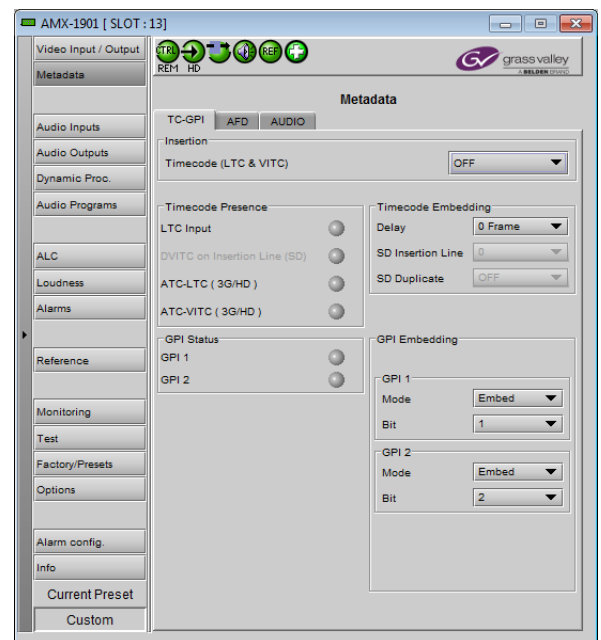 AMX-1901 [ SLOT : 13]
Video Input / Output
Metadata
Audio Inputs
Audio Outputs
Dynamic Proc.
Audio Programs
ALC
Loudness
Alarms
Reference
Monitoring
Test
Factory/Presets
Options
Alarm config.
Info
Current Preset
Custom
CTRL
REF
REM HD
GV grass valley
A BELDEN BRAND
Metadata
TC-GPI AFD AUDIO
Insertion
Timecode (LTC & VITC) OFF
Timecode Presence
LTC Input
DVITC on Insertion Line (SD)
ATC-LTC ( 3G/HD )
ATC-VITC ( 3G/HD )
Timecode Embedding
Delay 0 Frame
SD Insertion Line 0
SD Duplicate OFF
GPI Status
GPI 1
GPI 2
GPI Embedding
GPI 1
Mode Embed
Bit 1
GPI 2
Mode Embed
Bit 2